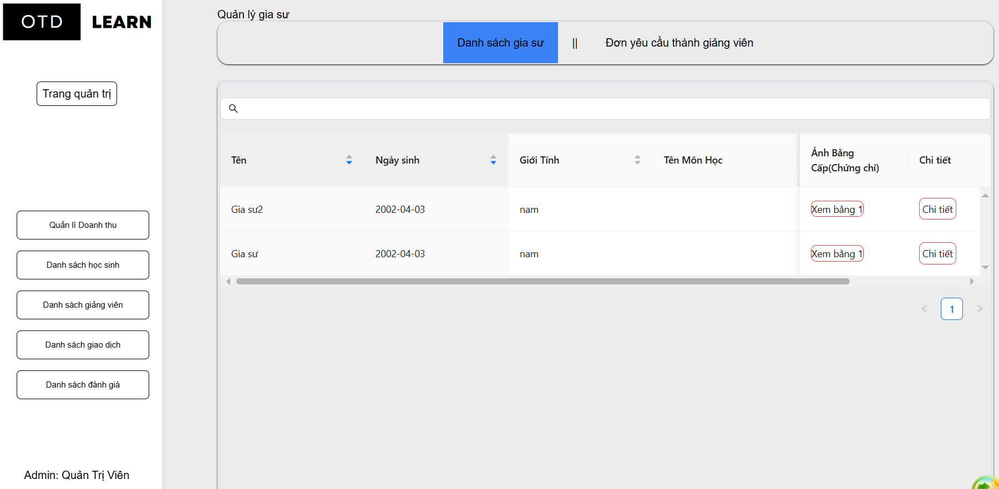 OTD LEARN
Trang quản trị
Quản lí Doanh thu
Danh sách học sinh
Danh sách giảng viên
Danh sách giao dịch
Danh sách đánh giá
Admin: Quản Trị Viên
Quản lý gia sư
Danh sách gia sư || Đơn yêu cầu thành giảng viên
Tên Ngày sinh Giới Tính Tên Môn Học Ảnh Bằng
Cấp(Chứng chỉ) Chi tiết
Gia sư2 2002-04-03 nam Xem bằng 1 Chi tiết
Gia sư 2002-04-03 nam Xem bằng 1 Chi tiết
< 1 >